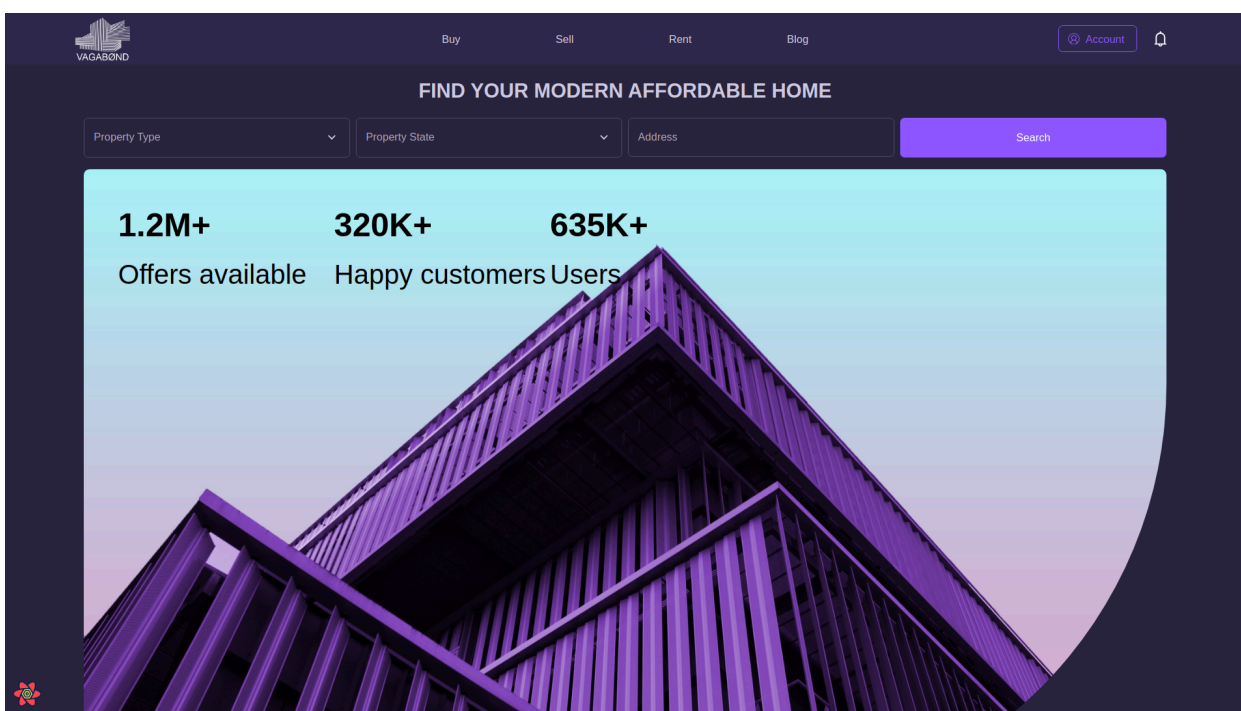 VAGABØND
Buy
Sell
Rent
Blog
Account
FIND YOUR MODERN AFFORDABLE HOME
Property Type
Property State
Address
Search
1.2M+
Offers available
320K+
Happy customers
635K+
Users